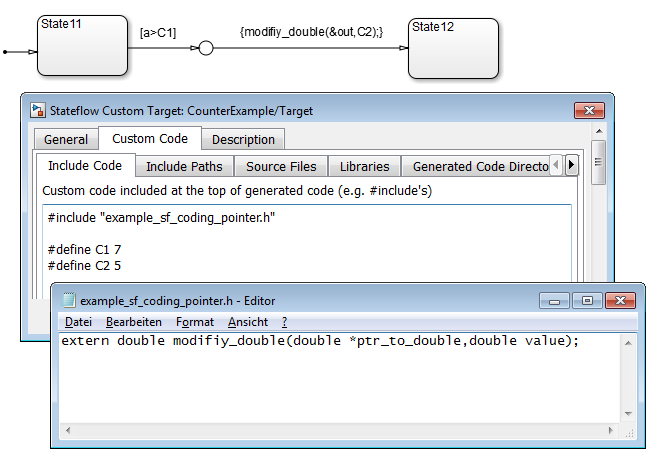 State11
[a>C1]
{modifiy_double(&out,C2);}
State12
Stateflow Custom Target: CounterExample/Target
General
Custom Code
Description
Include Code
Include Paths
Source Files
Libraries
Generated Code Directo
Custom code included at the top of generated code (e.g. #include's)
#include "example_sf_coding_pointer.h"
#define C1 7
#define C2 5
example_sf_coding_pointer.h - Editor
Datei Bearbeiten Format Ansicht ?
extern double modifiy_double(double *ptr_to_double,double value);